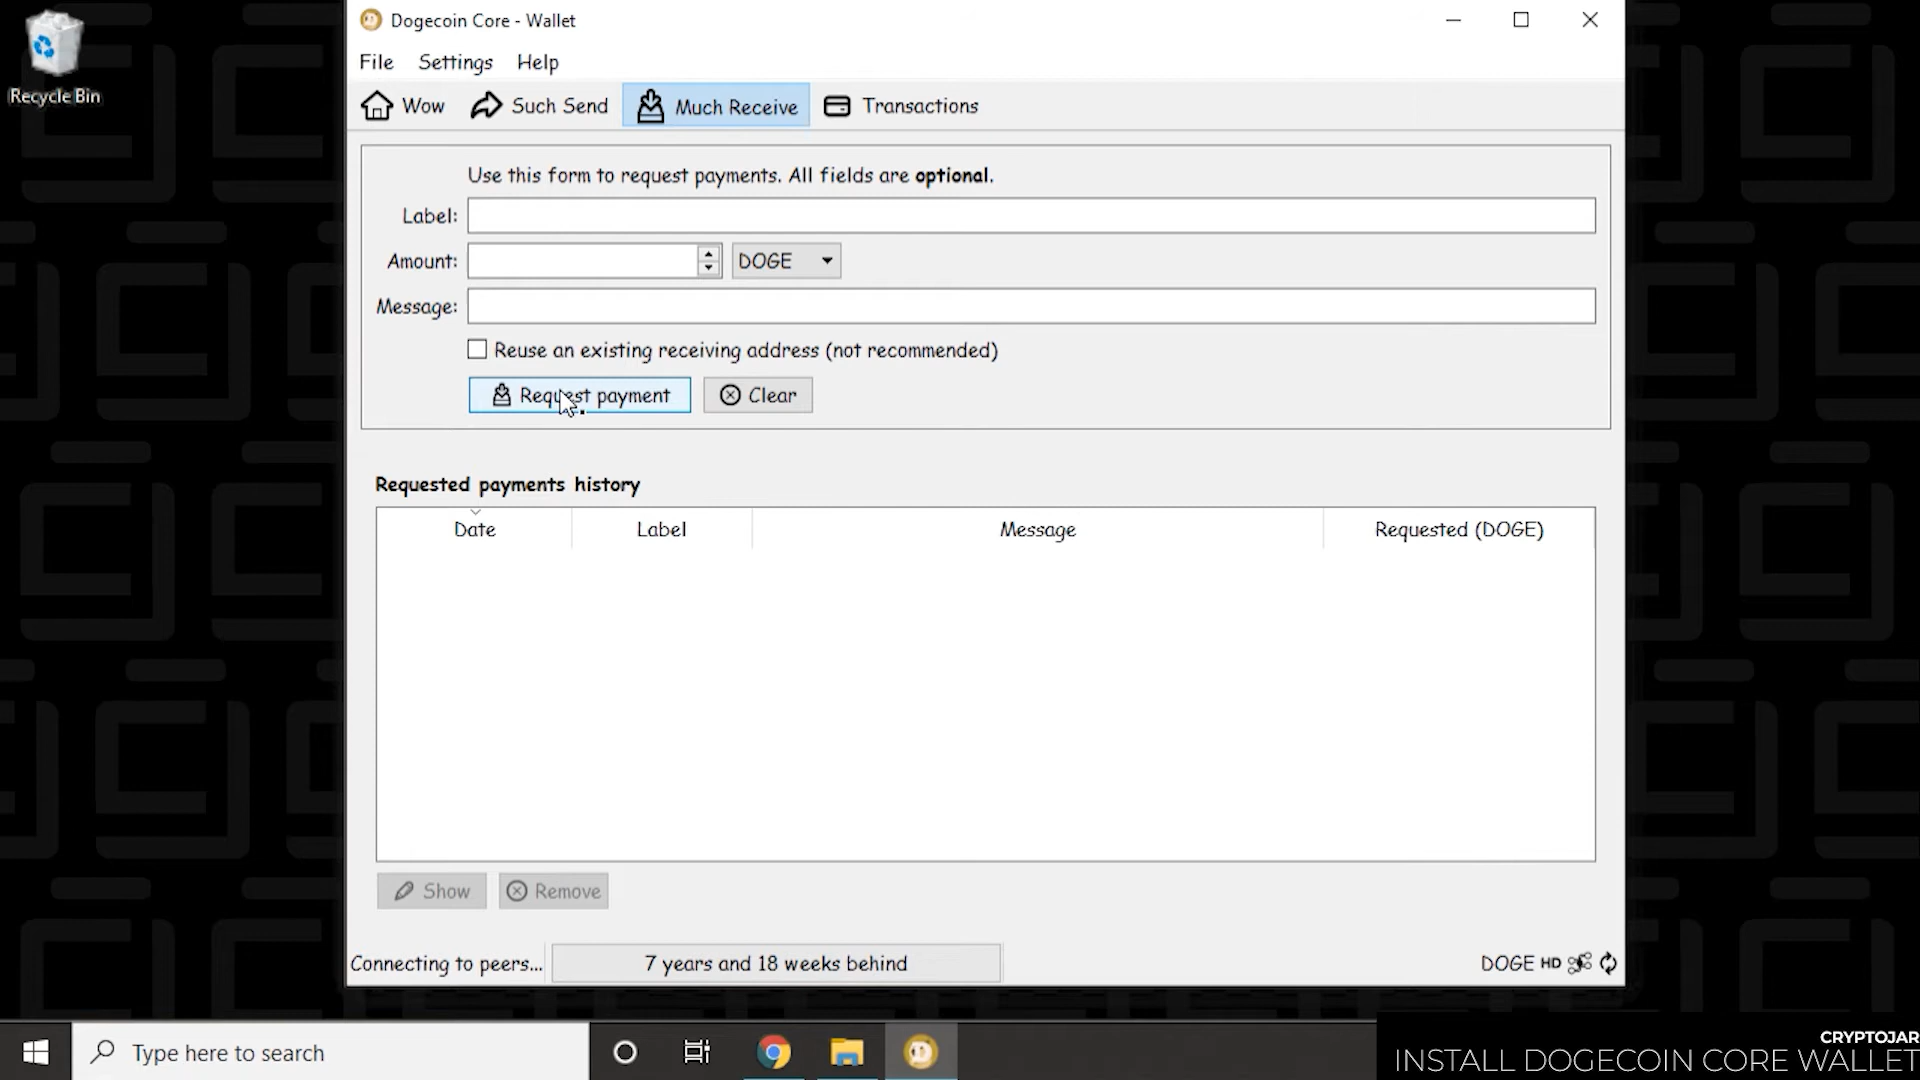 Recycle Bin
Dogecoin Core - Wallet
File Settings Help
Wow Such Send Much Receive Transactions
Use this form to request payments. All fields are optional.
Label:
Amount: DOGE
Message:
Reuse an existing receiving address (not recommended)
Request payment Clear
Requested payments history
Date Label Message Requested (DOGE)
Show Remove
Connecting to peers... 7 years and 18 weeks behind DOGE HD
Type here to search
CRYPTOJAR
INSTALL DOGECOIN CORE WALLET